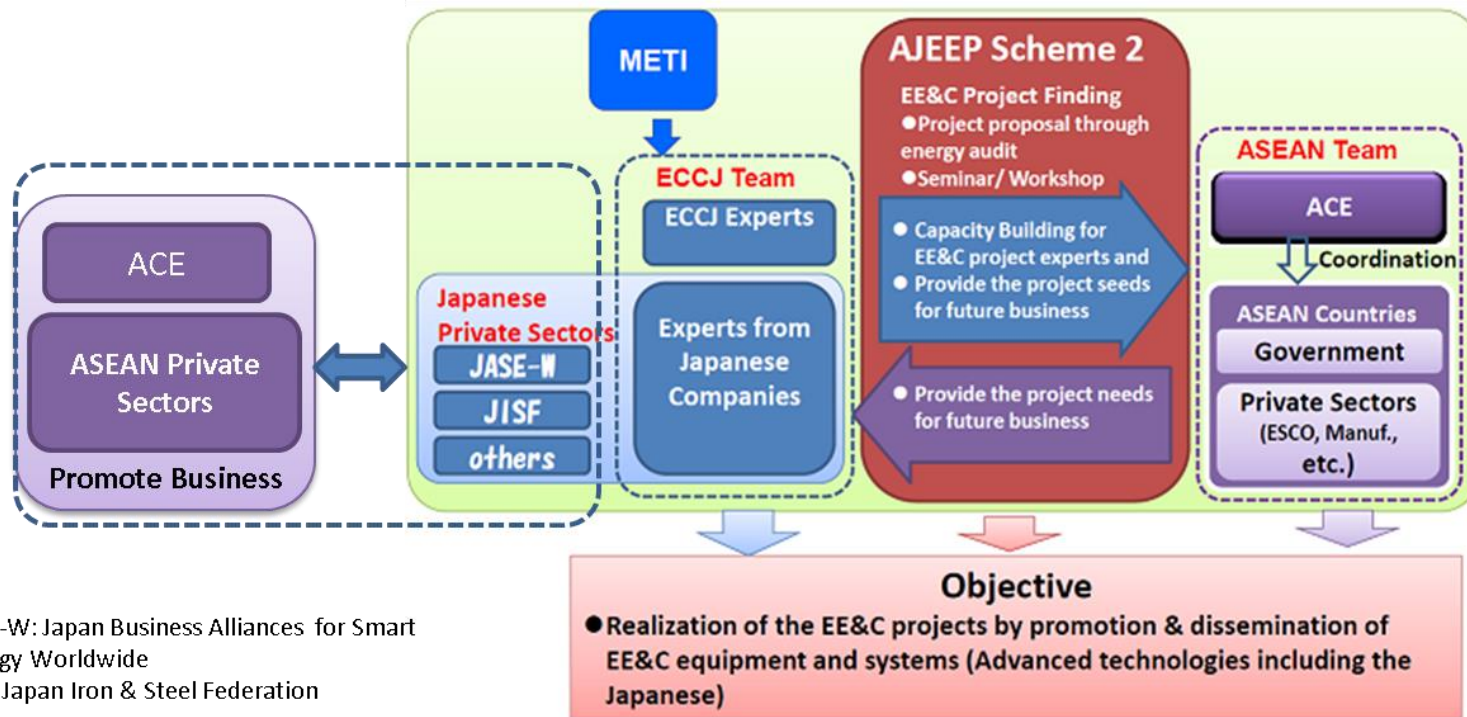 METI
AJEEP Scheme 2
EE&C Project Finding
●Project proposal through
energy audit
●Seminar/ Workshop
● Capacity Building for
EE&C project experts and
● Provide the project seeds
for future business
● Provide the project needs
for future business
ECCJ Team
ECCJ Experts
Experts from
Japanese
Companies
Japanese
Private Sectors
JASE-W
JISF
others
ACE
ASEAN Private
Sectors
Promote Business
ASEAN Team
ACE
Coordination
ASEAN Countries
Government
Private Sectors
(ESCO, Manuf.,
etc.)
Objective
●Realization of the EE&C projects by promotion & dissemination of
EE&C equipment and systems (Advanced technologies including the
Japanese)
-W: Japan Business Alliances for Smart
gy Worldwide
Japan Iron & Steel Federation